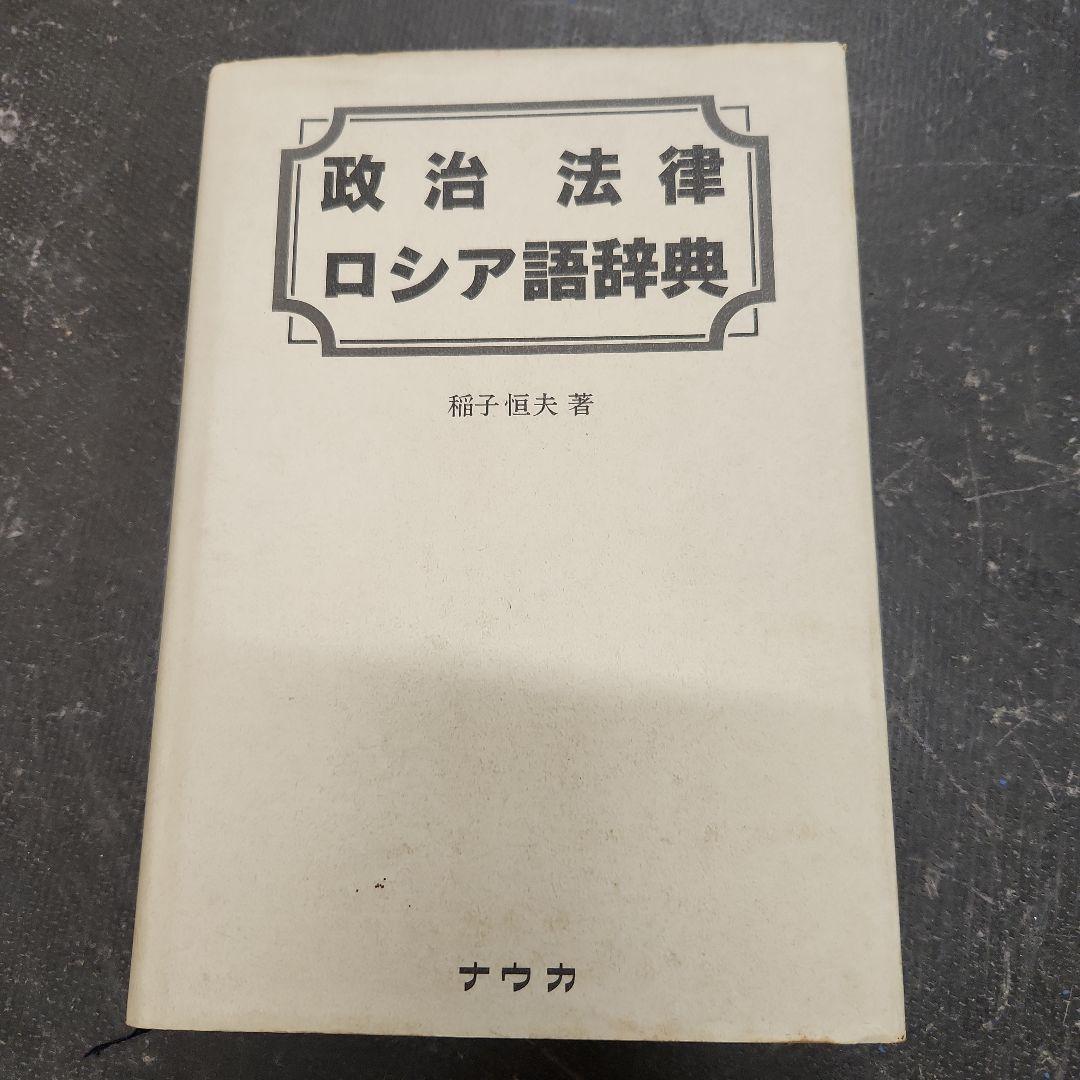 政治 法律
ロシア語辞典
稲子恒夫 著
ナウカ